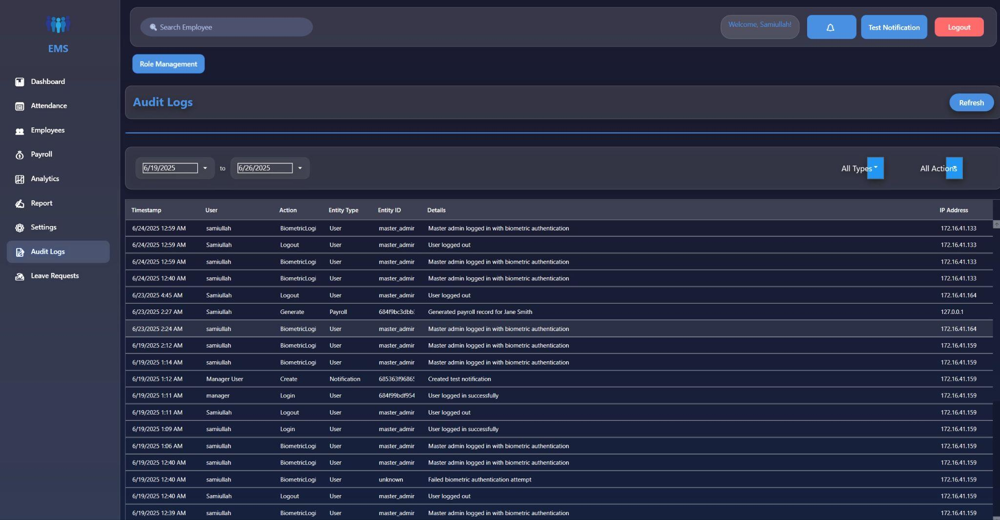 EMS
Dashboard
Attendance
Employees
Payroll
Analytics
Report
Settings
Audit Logs
Leave Requests
Search Employee
Welcome, Samiullah!
Test Notification
Logout
Role Management
Audit Logs
Refresh
6/19/2025 to 6/26/2025 All Types All Actions
Timestamp User Action Entity Type Entity ID Details IP Address
6/24/2025 12:59 AM samiullah BiometricLogi User master_admir Master admin logged in with biometric authentication 172.16.41.133
6/24/2025 12:59 AM Samiullah Logout User master_admir User logged out 172.16.41.133
6/24/2025 12:59 AM samiullah BiometricLogi User master_admir Master admin logged in with biometric authentication 172.16.41.133
6/24/2025 12:40 AM samiullah BiometricLogi User master_admir Master admin logged in with biometric authentication 172.16.41.133
6/23/2025 4:45 AM Samiullah Logout User master_admir User logged out 172.16.41.164
6/23/2025 2:27 AM Samiullah Generate Payroll 684f9bc3dbb3 Generated payroll record for Jane Smith 127.0.0.1
6/23/2025 2:24 AM samiullah BiometricLogi User master_admir Master admin logged in with biometric authentication 172.16.41.164
6/19/2025 2:12 AM samiullah BiometricLogi User master_admir Master admin logged in with biometric authentication 172.16.41.159
6/19/2025 1:14 AM samiullah BiometricLogi User master_admir Master admin logged in with biometric authentication 172.16.41.159
6/19/2025 1:12 AM Manager User Create Notification 685363f96865 Created test notification 172.16.41.159
6/19/2025 1:11 AM manager Login User 684f99bdf954 User logged in successfully 172.16.41.159
6/19/2025 1:11 AM Samiullah Logout User master_admir User logged out 172.16.41.159
6/19/2025 1:09 AM samiullah Login User master_admir User logged in successfully 172.16.41.159
6/19/2025 1:06 AM samiullah BiometricLogi User master_admir Master admin logged in with biometric authentication 172.16.41.159
6/19/2025 12:40 AM samiullah BiometricLogi User master_admir Master admin logged in with biometric authentication 172.16.41.159
6/19/2025 12:40 AM samiullah BiometricLogi User unknown Failed biometric authentication attempt 172.16.41.159
6/19/2025 12:40 AM Samiullah Logout User master_admir User logged out 172.16.41.159
6/19/2025 12:39 AM samiullah BiometricLogi User master_admir Master admin logged in with biometric authentication 172.16.41.159